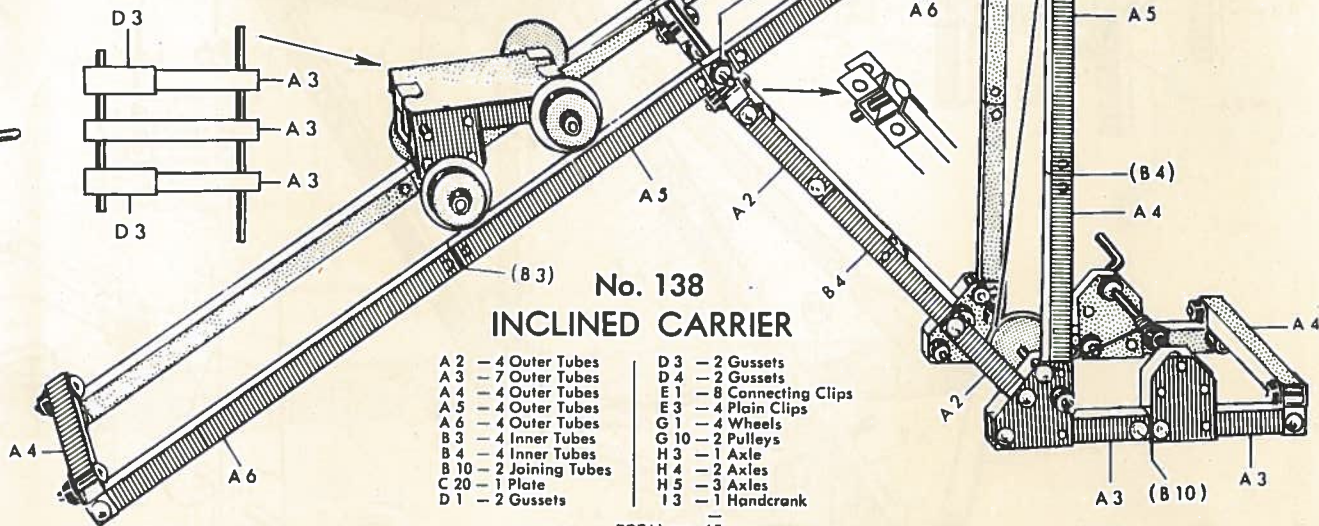 D 3
A 3
A 3
A 3
D 3
A 6
A 5
(B 4)
A 4
A 5
A 2
B 4
(B 3)
A 4
A 2
A 4
A 6
A 3
(B 10)
A 3
No. 138
INCLINED CARRIER
A 2 – 4 Outer Tubes
A 3 – 7 Outer Tubes
A 4 – 4 Outer Tubes
A 5 – 4 Outer Tubes
A 6 – 4 Outer Tubes
B 3 – 4 Inner Tubes
B 4 – 4 Inner Tubes
B 10 – 2 Joining Tubes
C 20 – 1 Plate
D 1 – 2 Gussets
D 3 – 2 Gussets
D 4 – 2 Gussets
E 1 – 8 Connecting Clips
E 3 – 4 Plain Clips
G 1 – 4 Wheels
G 10 – 2 Pulleys
H 3 – 1 Axle
H 4 – 2 Axles
H 5 – 3 Axles
I 3 – 1 Handcrank